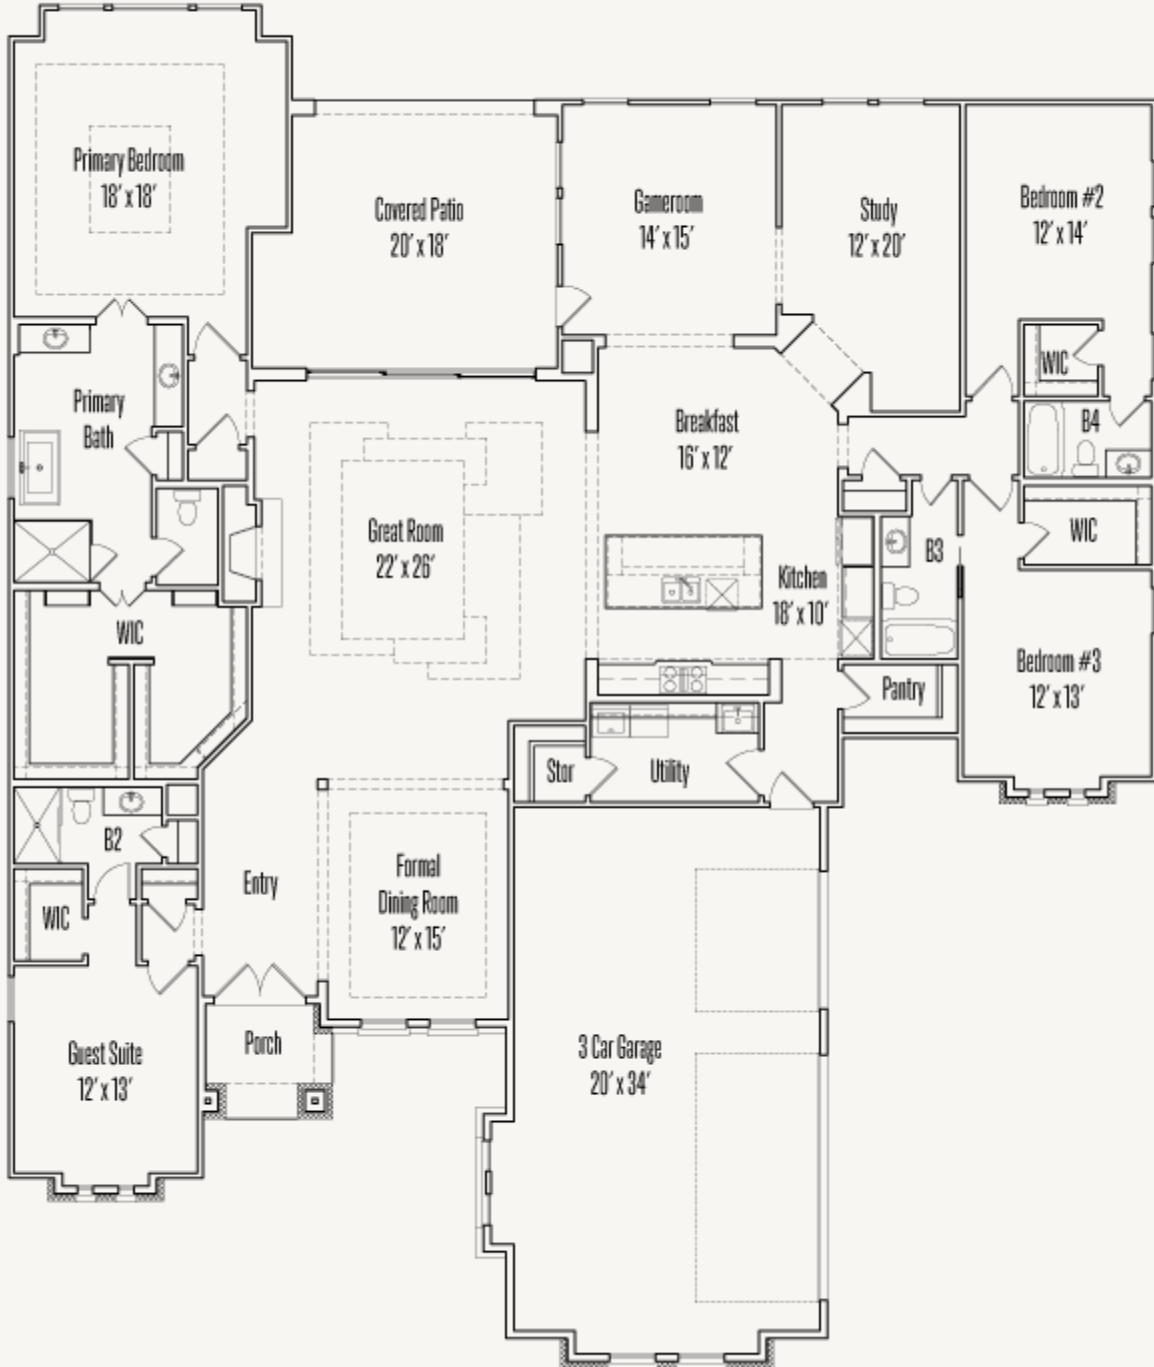 Primary Bedroom
18' x 18'
Covered Patio
20' x 18'
Gameroom
14' x 15'
Study
12' x 20'
Bedroom #2
12' x 14'
WIC
B4
Primary
Bath
Breakfast
16' x 12'
Great Room
22' x 26'
Kitchen
18' x 10'
B3
WIC
WIC
Pantry
Bedroom #3
12' x 13'
Stor
Utility
B2
WIC
Entry
Formal
Dining Room
12' x 15'
Porch
Guest Suite
12' x 13'
3 Car Garage
20' x 34'